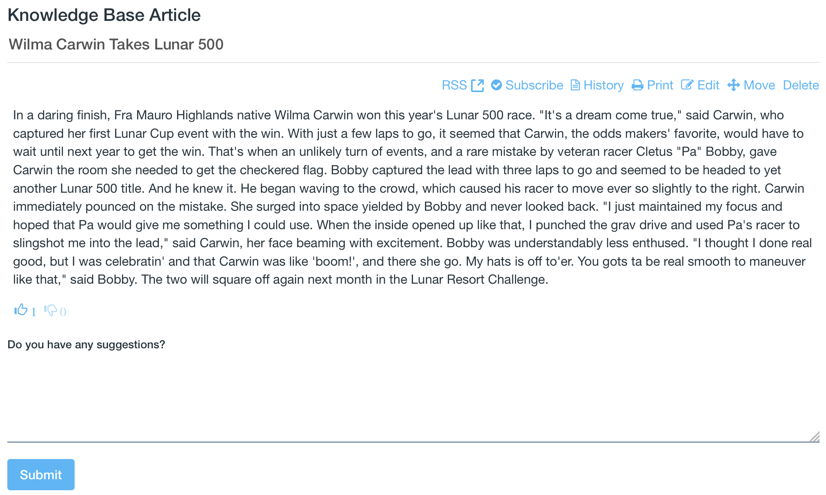 Knowledge Base Article
Wilma Carwin Takes Lunar 500
RSS Subscribe History Print Edit Move Delete
In a daring finish, Fra Mauro Highlands native Wilma Carwin won this year's Lunar 500 race. "It's a dream come true," said Carwin, who
captured her first Lunar Cup event with the win. With just a few laps to go, it seemed that Carwin, the odds makers' favorite, would have to
wait until next year to get the win. That's when an unlikely turn of events, and a rare mistake by veteran racer Cletus "Pa" Bobby, gave
Carwin the room she needed to get the checkered flag. Bobby captured the lead with three laps to go and seemed to be headed to yet
another Lunar 500 title. And he knew it. He began waving to the crowd, which caused his racer to move ever so slightly to the right. Carwin
immediately pounced on the mistake. She surged into space yielded by Bobby and never looked back. "I just maintained my focus and
hoped that Pa would give me something I could use. When the inside opened up like that, I punched the grav drive and used Pa's racer to
slingshot me into the lead," said Carwin, her face beaming with excitement. Bobby was understandably less enthused. "I thought I done real
good, but I was celebratin' and that Carwin was like 'boom!', and there she go. My hats is off to'er. You gots ta be real smooth to maneuver
like that," said Bobby. The two will square off again next month in the Lunar Resort Challenge.
1 0
Do you have any suggestions?
Submit